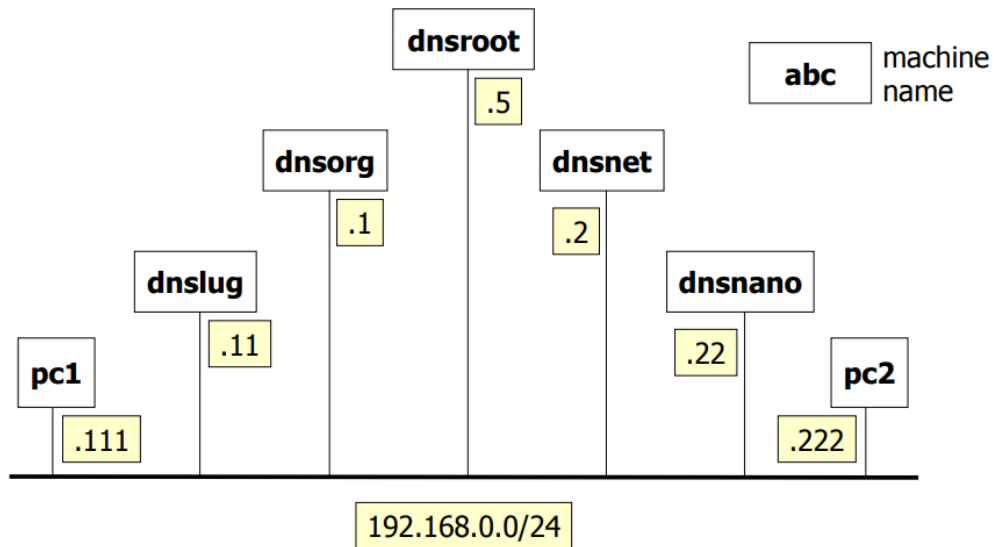 dnsroot
.5
abc
machine
name
dnsorg
.1
dnsnet
.2
dnslug
.11
dnsnano
.22
pc1
.111
pc2
.222
192.168.0.0/24